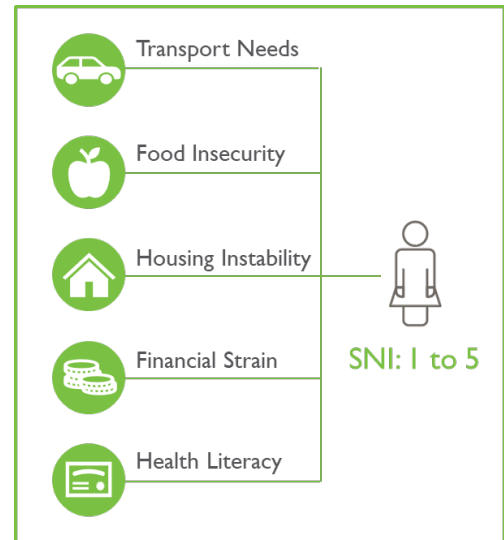 Transport Needs
Food Insecurity
Housing Instability
SNI: 1 to 5
Financial Strain
Health Literacy